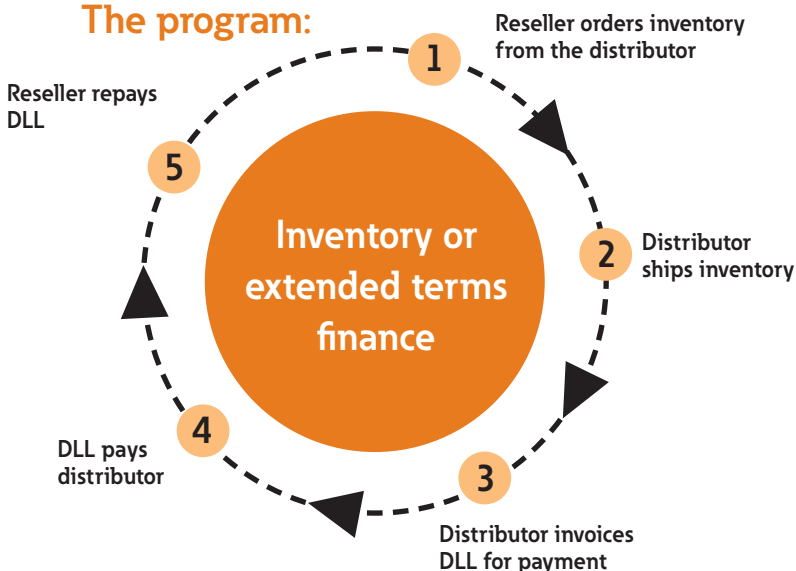 The program:
1
Reseller orders inventory
from the distributor
2
Distributor
ships inventory
3
Distributor invoices
DLL for payment
4
DLL pays
distributor
5
Reseller repays
DLL
Inventory or
extended terms
finance